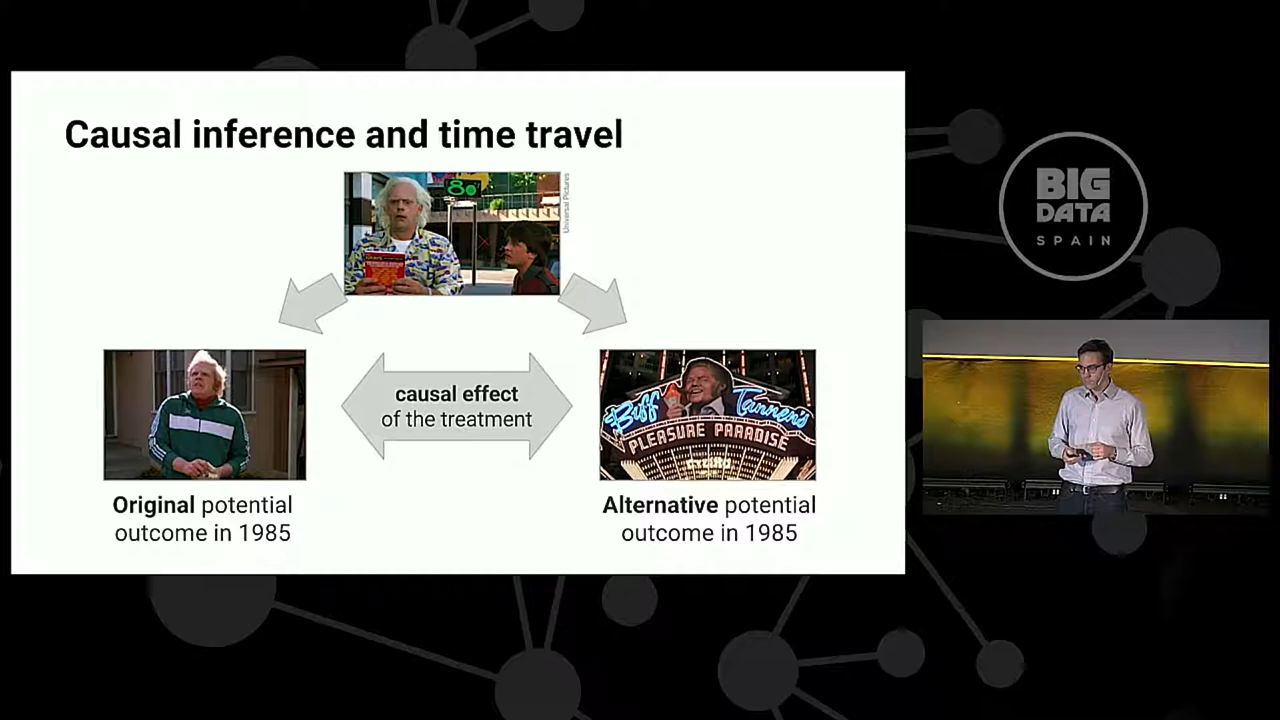 Causal inference and time travel
80
Universal Pictures
causal effect
of the treatment
Biff
Tannen's
PLEASURE PARADISE
Original potential
outcome in 1985
Alternative potential
outcome in 1985
BIG
DATA
SPAIN